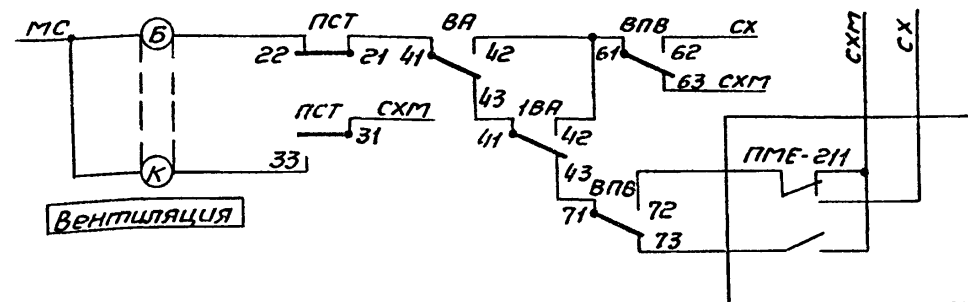 МС
Б
ПСТ
22
21
ВА
41
42
43
ВПВ
61
62
СХ
63 СХМ
СХМ
СХ
ПСТ
СХМ
31
33
1ВА
41
42
43
К
ВПВ
71
72
73
ПМЕ-211
Вентиляция